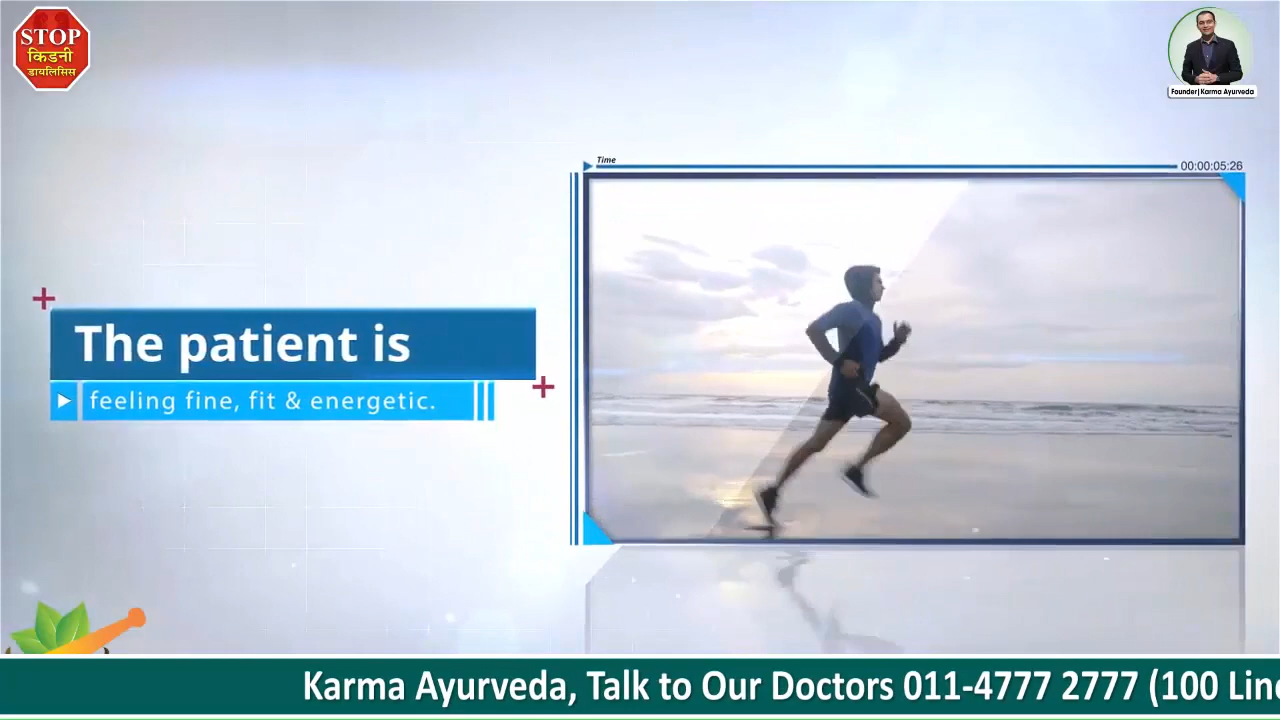 STOP
किडनी
डायलिसिस
Founder|Karma Ayurveda
Time
00:00:05:26
The patient is
feeling fine, fit & energetic.
Karma Ayurveda, Talk to Our Doctors 011-4777 2777 (100 Line